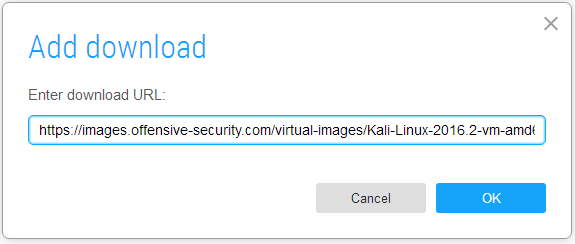 Add download
Enter download URL:
https://images.offensive-security.com/virtual-images/Kali-Linux-2016.2-vm-amd6
Cancel
OK